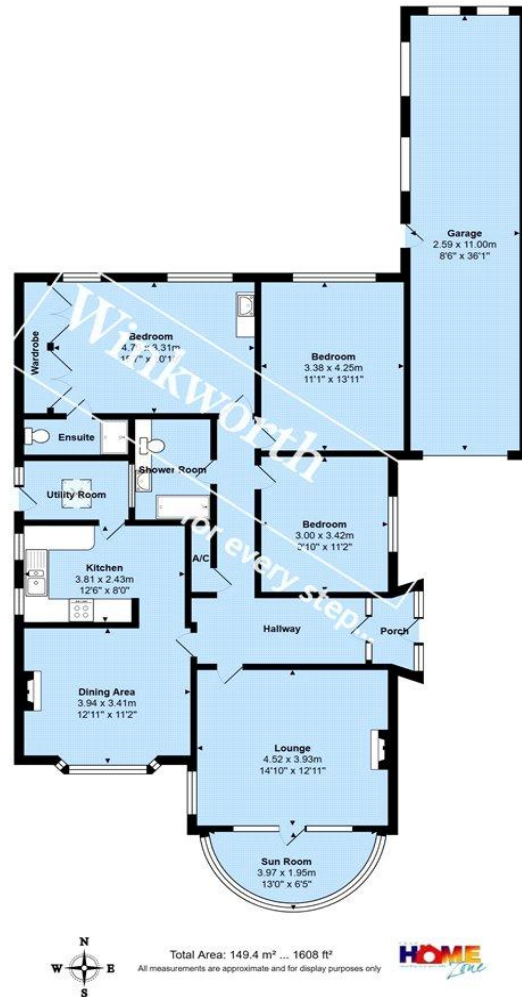 Garage
2.59 x 11.00m
8'6" x 36'1"
Wardrobe
Bedroom
Bedroom
3.38 x 4.25m
11'1" x 13'11"
Winkworth
for every step...
Ensuite
Shower Room
Utility Room
Bedroom
3.00 x 3.42m
9'10" x 11'2"
Kitchen
3.81 x 2.43m
12'6" x 8'0"
A/C
Hallway
Porch
Dining Area
3.94 x 3.41m
12'11" x 11'2"
Lounge
4.52 x 3.93m
14'10" x 12'11"
Sun Room
3.97 x 1.95m
13'0" x 6'5"
N
W E
S
Total Area: 149.4 m² ... 1608 ft²
All measurements are approximate and for display purposes only
HOME
Zone